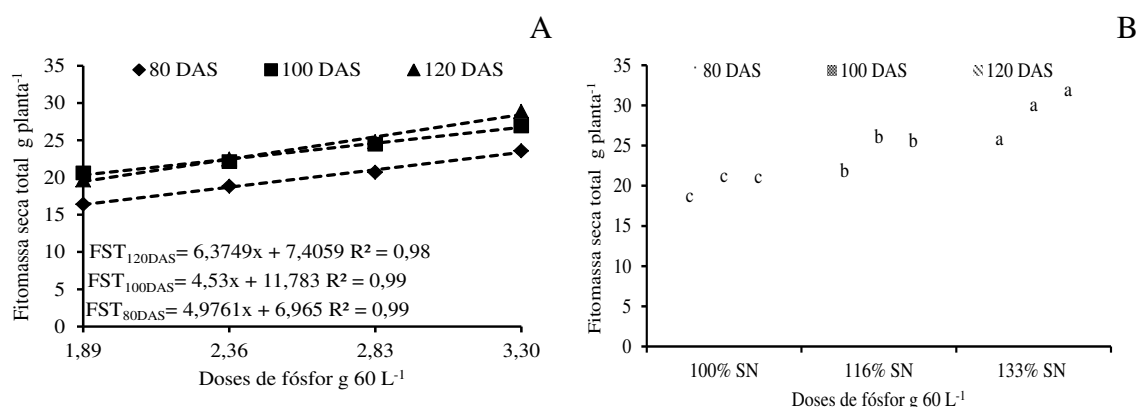 A
80 DAS 100 DAS 120 DAS
35
30
25
20
15
10
5
0
Fitomassa seca total g planta-1
FST120DAS= 6,3749x + 7,4059 R² = 0,98
FST100DAS= 4,53x + 11,783 R² = 0,99
FST80DAS= 4,9761x + 6,965 R² = 0,99
1,89 2,36 2,83 3,30
Doses de fósfor g 60 L-1
B
80 DAS 100 DAS 120 DAS
35
30
25
20
15
10
5
0
Fitomassa seca total g planta-1
c c c b b b a a a
100% SN 116% SN 133% SN
Doses de fósfor g 60 L-1